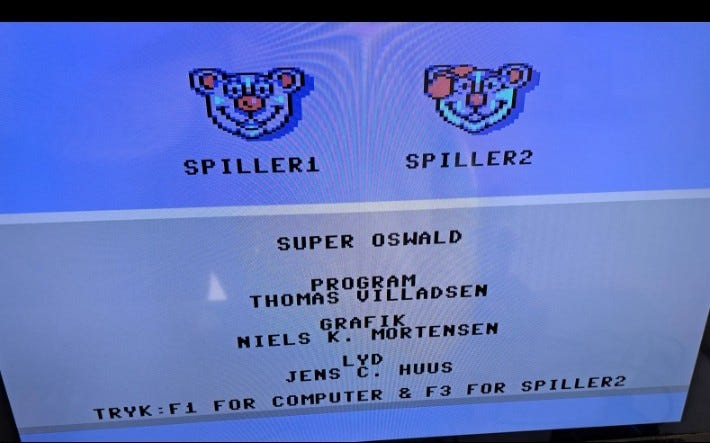 SPILLER1 SPILLER2
SUPER OSWALD
PROGRAM
THOMAS VILLADSEN
GRAFIK
NIELS K. MORTENSEN
LYD
JENS C. HUUS
TRYK:F1 FOR COMPUTER & F3 FOR SPILLER2